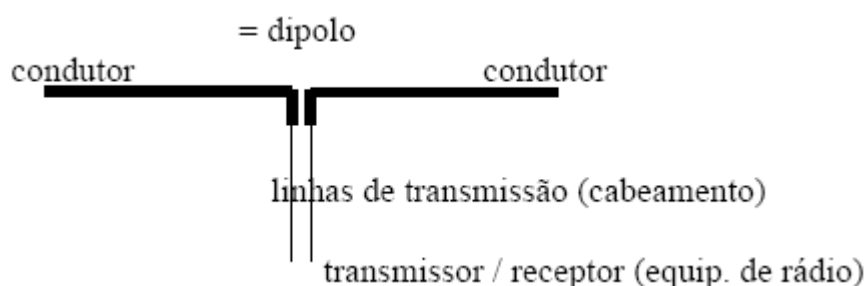 = dipolo
condutor
condutor
linhas de transmissão (cabeamento)
transmissor / receptor (equip. de rádio)